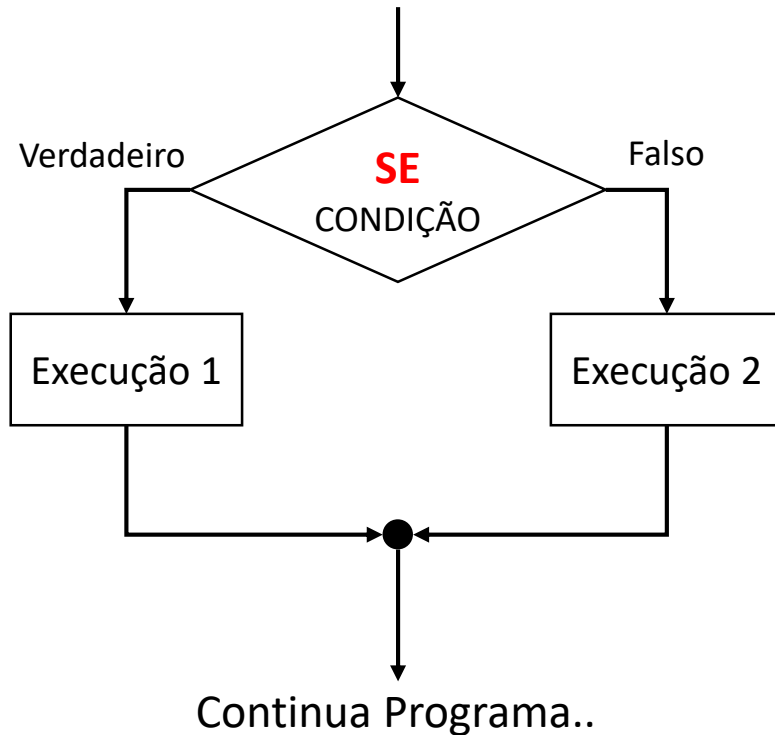 Verdadeiro
SE
Falso
CONDIÇÃO
Execução 1
Execução 2
Continua Programa..